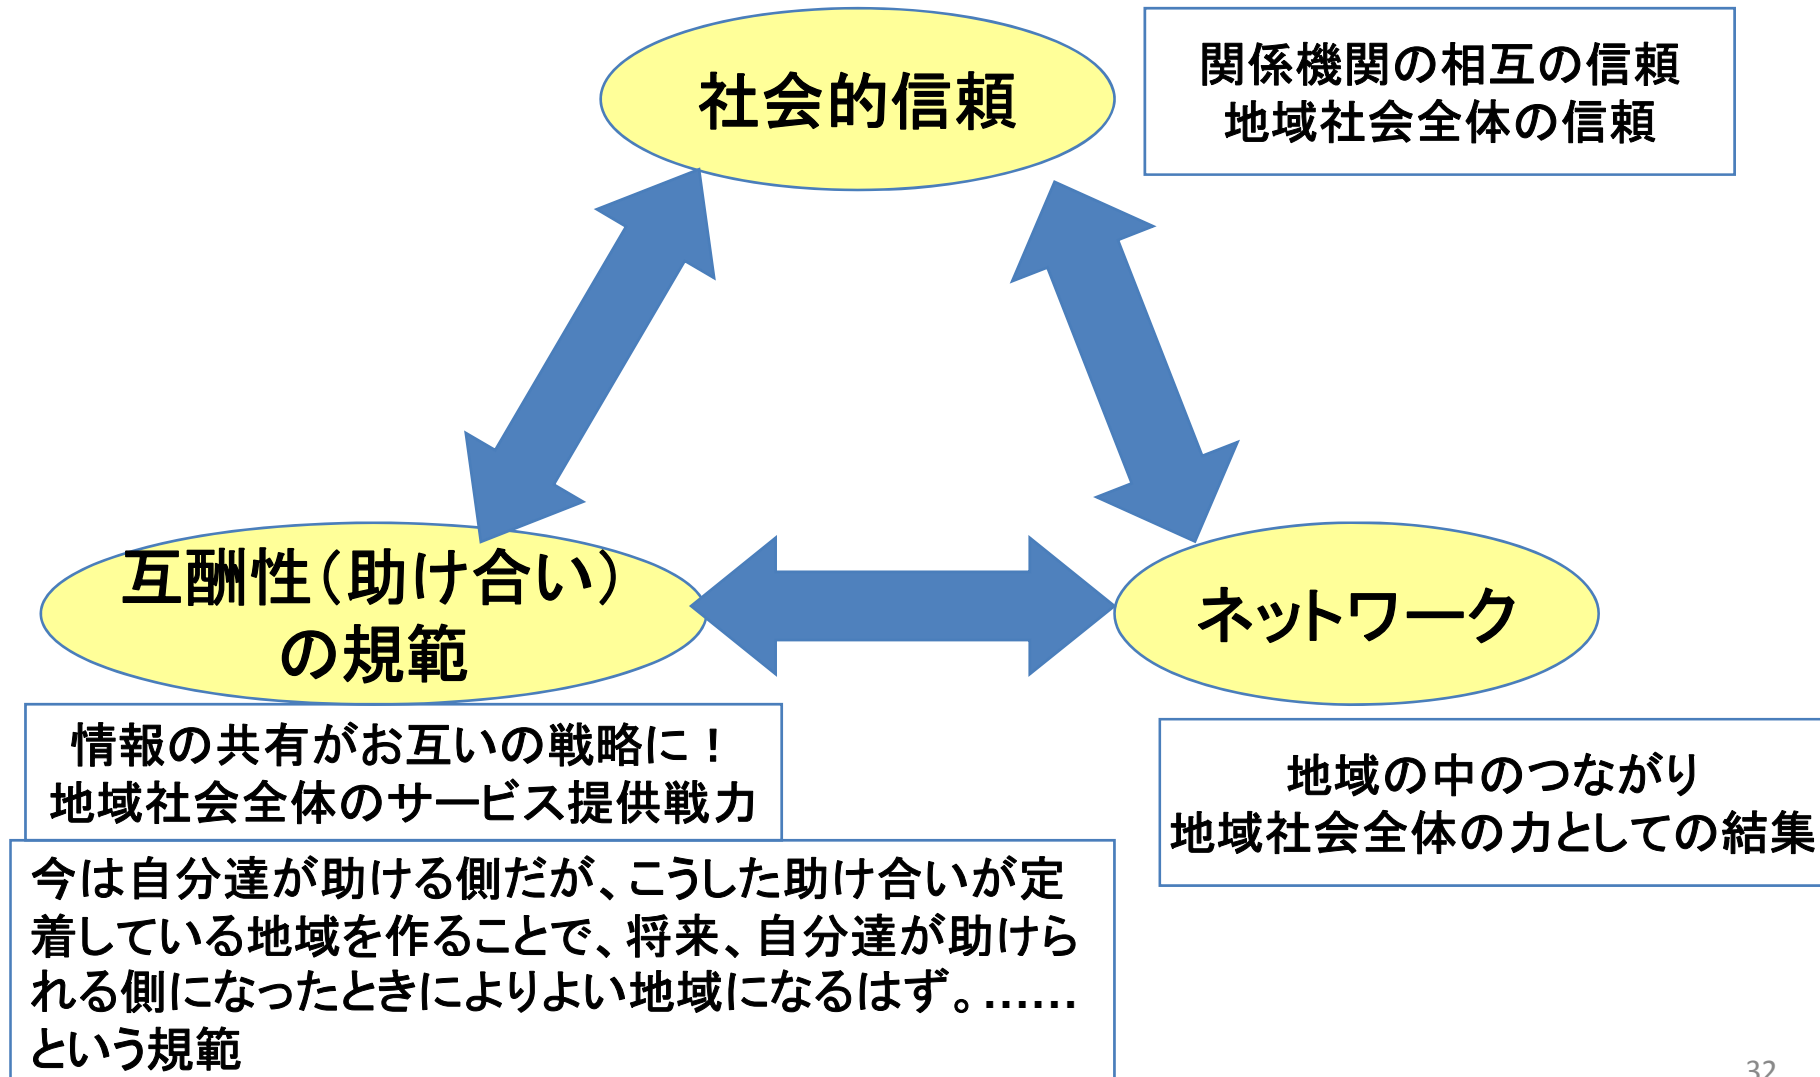 社会的信頼
関係機関の相互の信頼
地域社会全体の信頼
互酬性（助け合い）
の規範
ネットワーク
情報の共有がお互いの戦略に！
地域社会全体のサービス提供戦力
地域の中のつながり
地域社会全体の力としての結集
今は自分達が助ける側だが、こうした助け合いが定
着している地域を作ることで、将来、自分達が助けら
れる側になったときによりよい地域になるはず。……
という規範
32